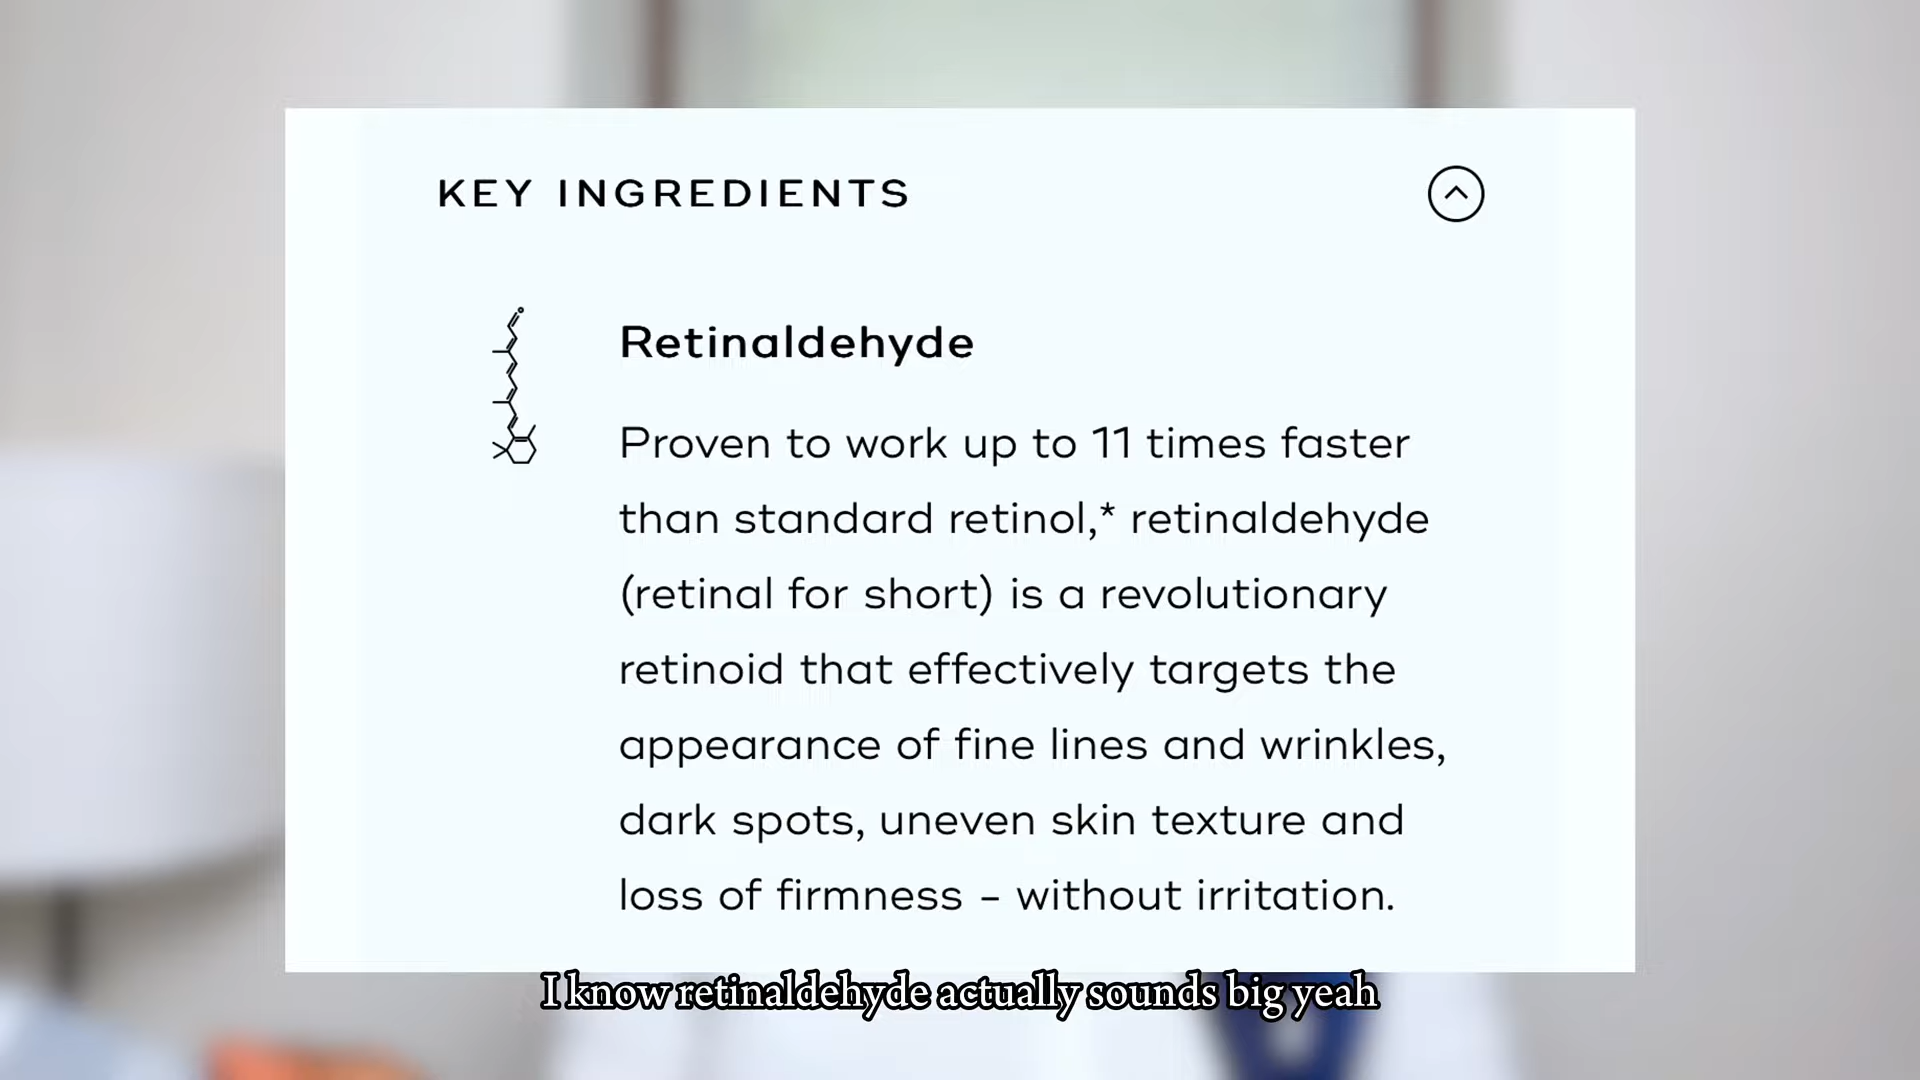 KEY INGREDIENTS
Retinaldehyde
Proven to work up to 11 times faster
than standard retinol,* retinaldehyde
(retinal for short) is a revolutionary
retinoid that effectively targets the
appearance of fine lines and wrinkles,
dark spots, uneven skin texture and
loss of firmness – without irritation.
I know retinaldehyde actually sounds big yeah